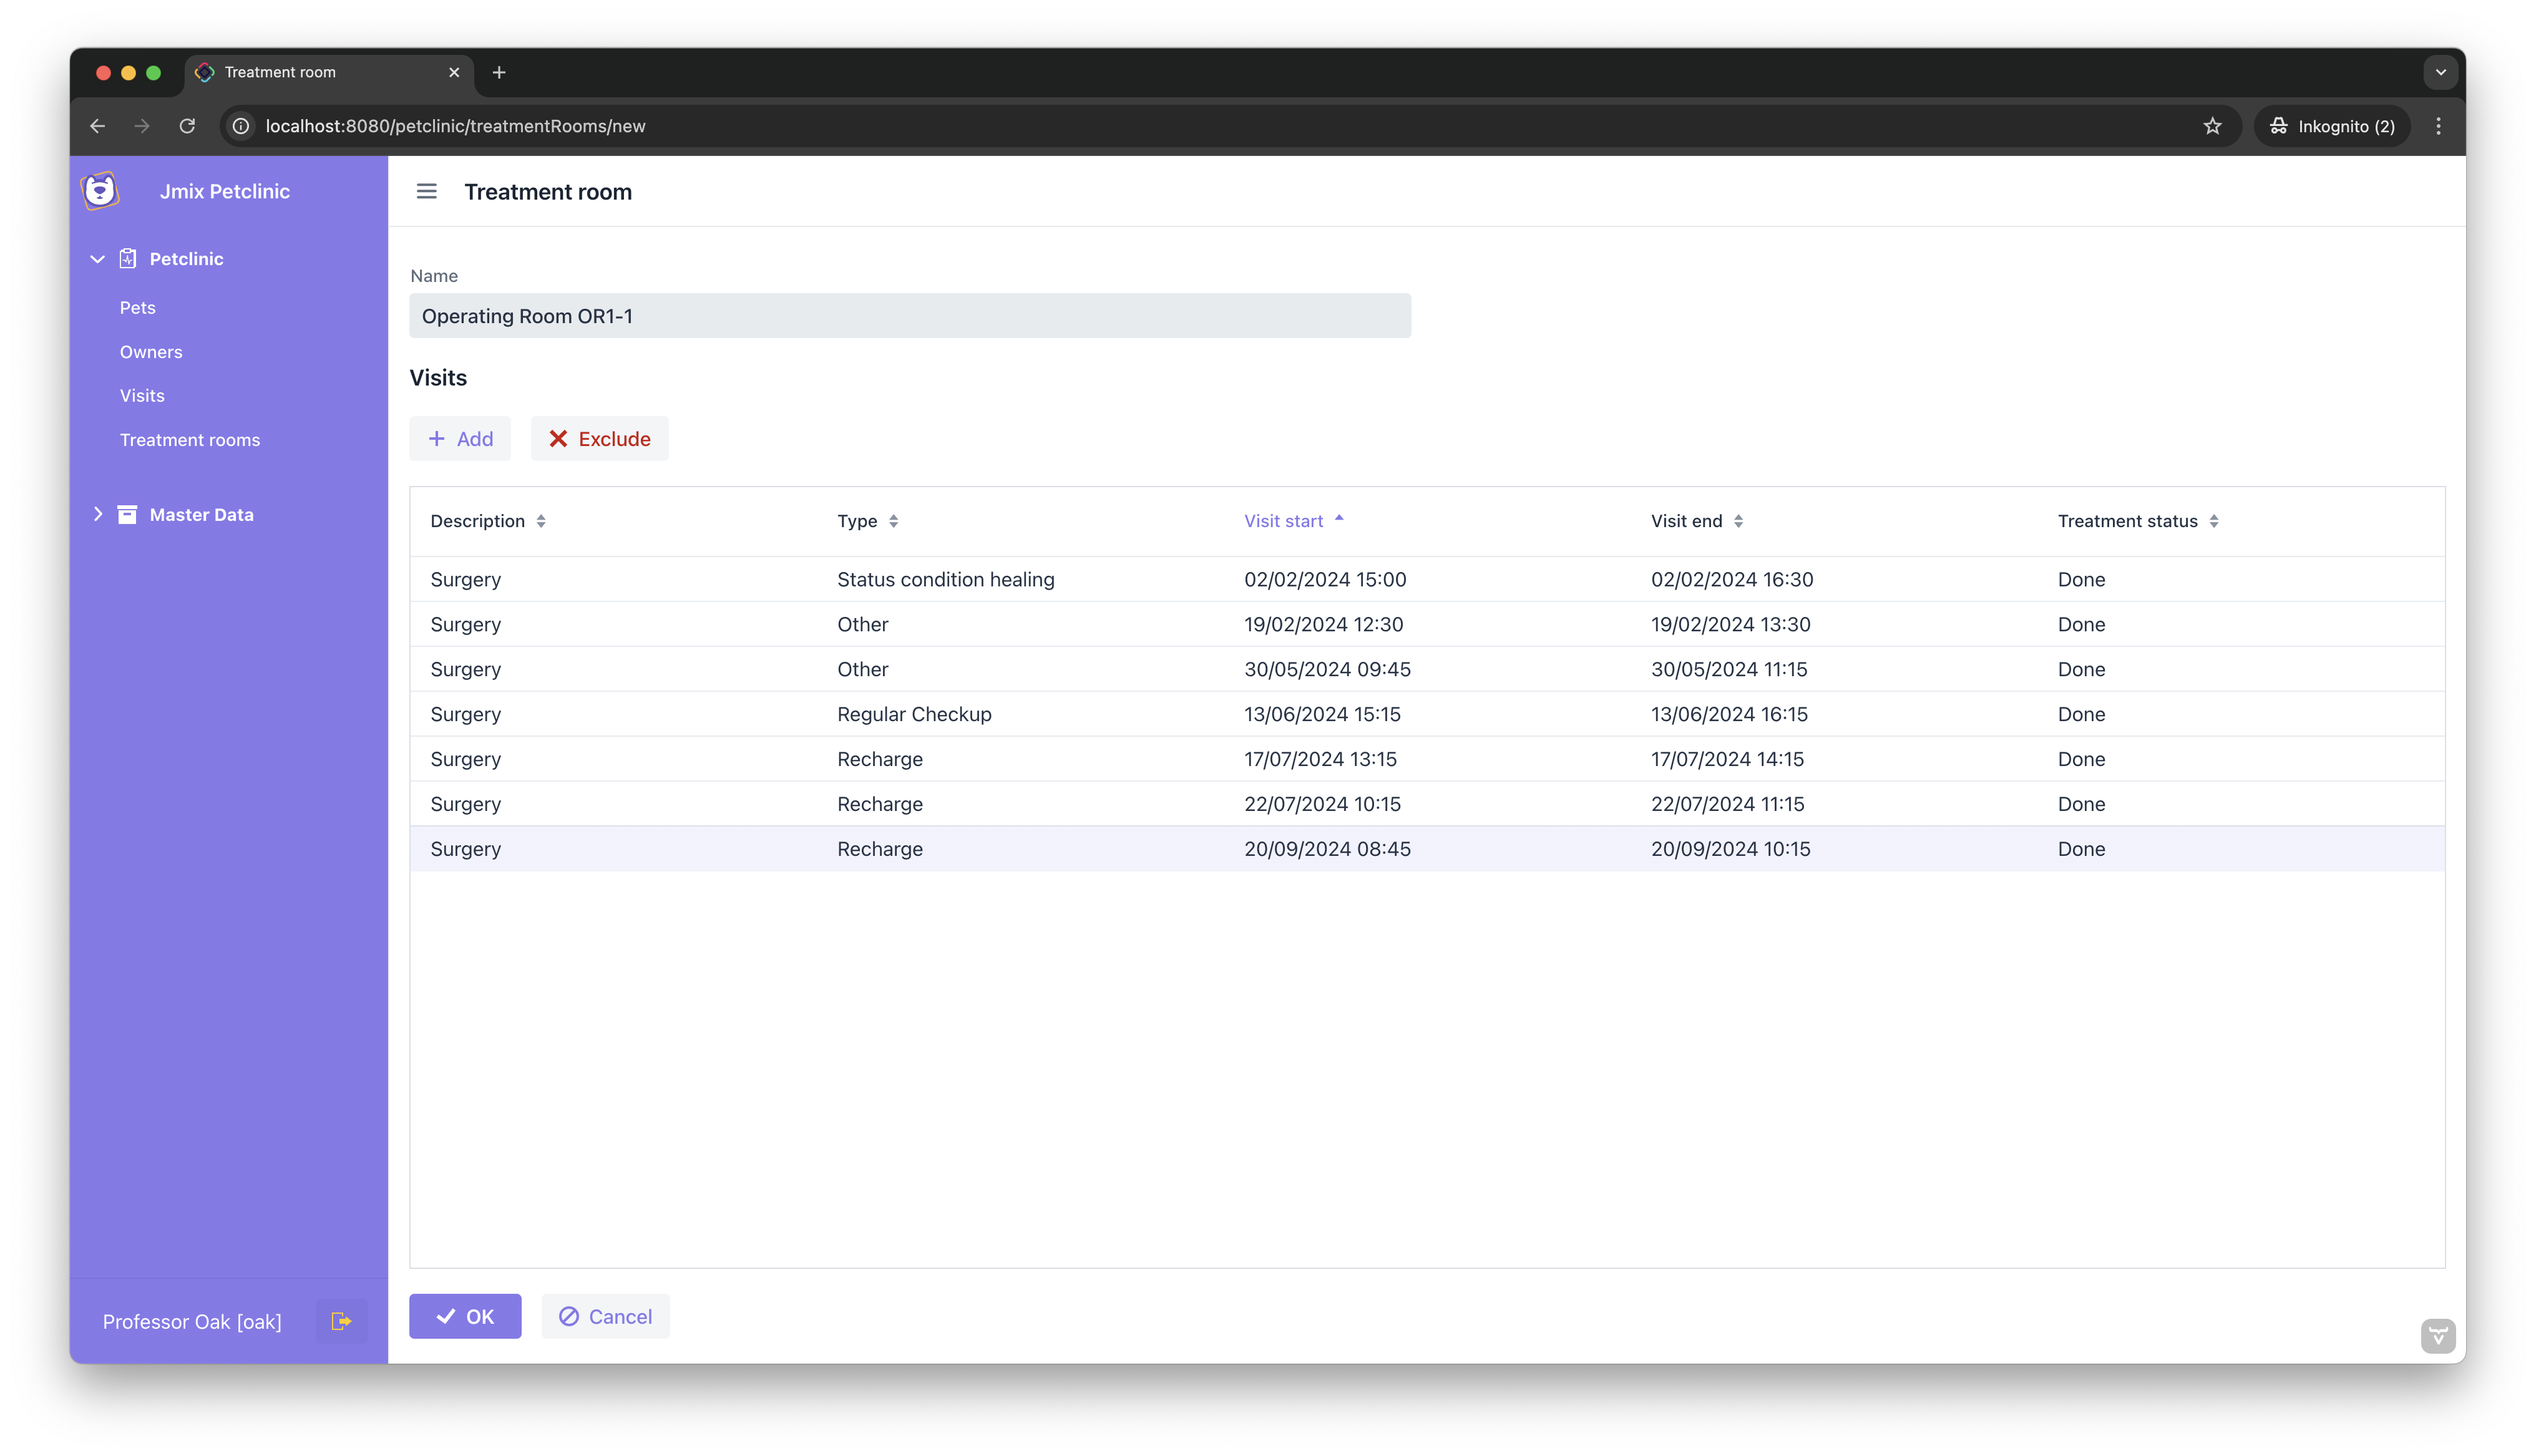 Treatment room
localhost:8080/petclinic/treatmentRooms/new
Inkognito (2)
Jmix Petclinic
Petclinic
Pets
Owners
Visits
Treatment rooms
Master Data
Professor Oak [oak]
Treatment room
Name
Operating Room OR1-1
Visits
Add Exclude
Description Type Visit start Visit end Treatment status
Surgery Status condition healing 02/02/2024 15:00 02/02/2024 16:30 Done
Surgery Other 19/02/2024 12:30 19/02/2024 13:30 Done
Surgery Other 30/05/2024 09:45 30/05/2024 11:15 Done
Surgery Regular Checkup 13/06/2024 15:15 13/06/2024 16:15 Done
Surgery Recharge 17/07/2024 13:15 17/07/2024 14:15 Done
Surgery Recharge 22/07/2024 10:15 22/07/2024 11:15 Done
Surgery Recharge 20/09/2024 08:45 20/09/2024 10:15 Done
OK Cancel